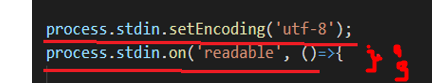 process.stdin.setEncoding('utf-8');
process.stdin.on('readable', ()=>{